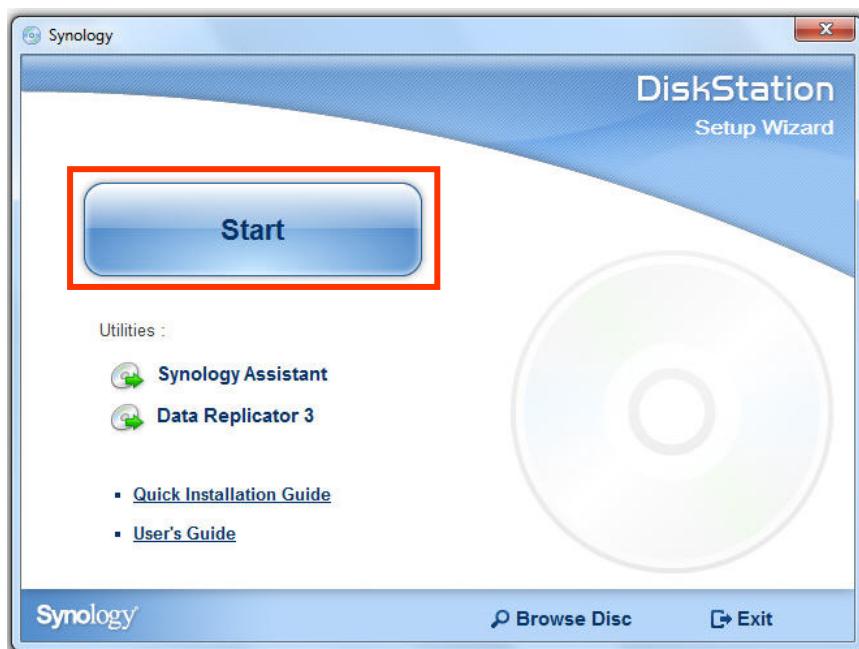 Synology
DiskStation
Setup Wizard
Start
Utilities :
Synology Assistant
Data Replicator 3
Quick Installation Guide
User's Guide
Synology
Browse Disc
Exit